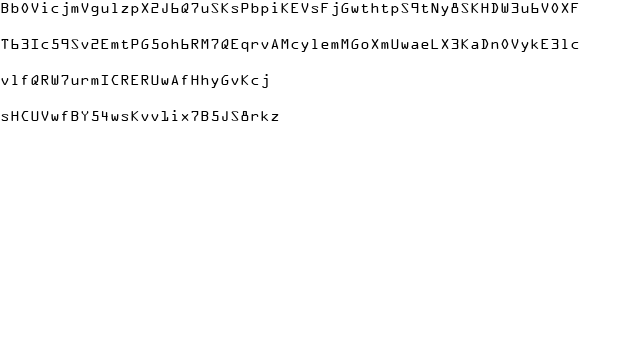 Bb0VicjmVgulzpX2J6Q7uSKsPbpiKEVsFjGwthtpS9tNy8SKHDW3u6V0XF
T63Ic59Sv2EmtPG5oh6RM7QEqrvAMcylemMGoXmUwaeLX3KaDn0VykE3lc
vlfQRW7urmICRERUwAfHhyGvKcj
sHCUVwfBY54wsKvv1ix7B5JS8rkz